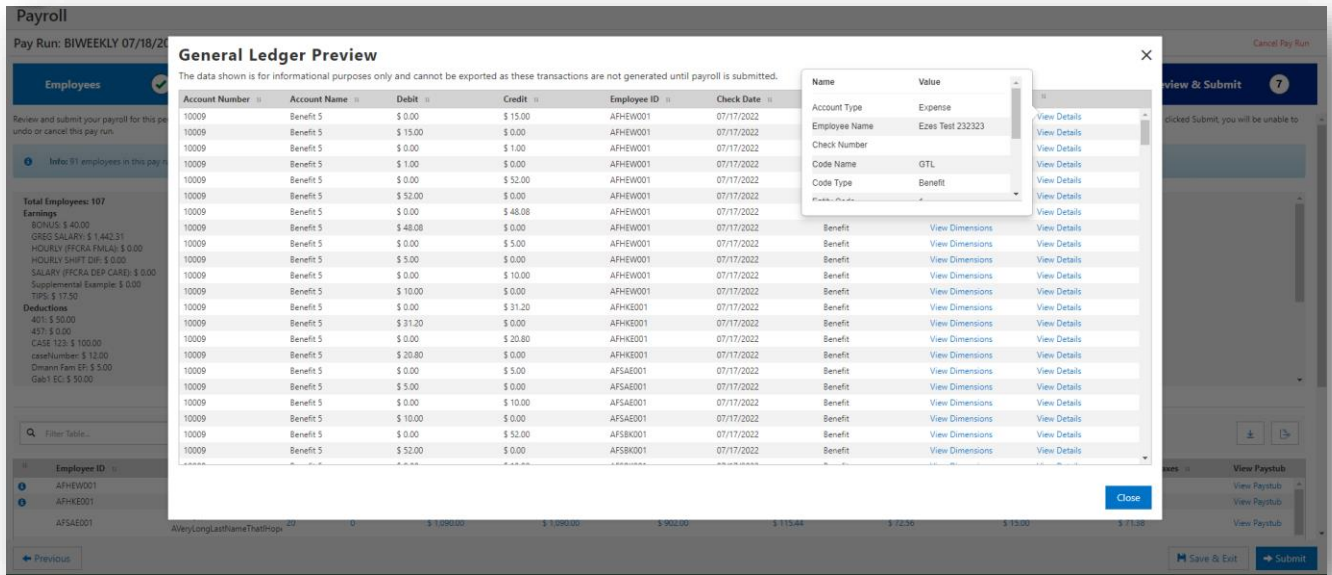 Payroll
Pay Run: BIWEEKLY 07/18/20
Cancel Pay Run
Employees
view & Submit 7
Review and submit your payroll for this pe
clicked Submit, you will be unable to
undo or cancel this pay run.
Info: 91 employees in this pay r
Total Employees: 107
Earnings
BONUS: $ 40.00
GREG SALARY: $ 1,442.31
HOURLY (FFCRA FMLA): $ 0.00
HOURLY SHIFT DIF: $ 0.00
SALARY (FFCRA DEP CARE): $ 0.00
Supplemental Example: $ 0.00
TIPS: $ 17.50
Deductions
401: $ 50.00
457: $ 0.00
CASE 123: $ 100.00
caseNumber: $ 12.00
Dmann Fam EF: $ 5.00
Gab1 EC: $ 50.00
Filter Table...
General Ledger Preview
The data shown is for informational purposes only and cannot be exported as these transactions are not generated until payroll is submitted.
Account Number Account Name Debit Credit Employee ID Check Date
10009 Benefit 5 $ 0.00 $ 15.00 AFHEW001 07/17/2022 View Details
10009 Benefit 5 $ 15.00 $ 0.00 AFHEW001 07/17/2022 View Details
10009 Benefit 5 $ 0.00 $ 1.00 AFHEW001 07/17/2022 View Details
10009 Benefit 5 $ 1.00 $ 0.00 AFHEW001 07/17/2022 View Details
10009 Benefit 5 $ 0.00 $ 52.00 AFHEW001 07/17/2022 View Details
10009 Benefit 5 $ 52.00 $ 0.00 AFHEW001 07/17/2022 View Details
10009 Benefit 5 $ 0.00 $ 48.08 AFHEW001 07/17/2022 View Details
10009 Benefit 5 $ 48.08 $ 0.00 AFHEW001 07/17/2022 Benefit View Dimensions View Details
10009 Benefit 5 $ 0.00 $ 5.00 AFHEW001 07/17/2022 Benefit View Dimensions View Details
10009 Benefit 5 $ 5.00 $ 0.00 AFHEW001 07/17/2022 Benefit View Dimensions View Details
10009 Benefit 5 $ 0.00 $ 10.00 AFHEW001 07/17/2022 Benefit View Dimensions View Details
10009 Benefit 5 $ 10.00 $ 0.00 AFHEW001 07/17/2022 Benefit View Dimensions View Details
10009 Benefit 5 $ 0.00 $ 31.20 AFHKE001 07/17/2022 Benefit View Dimensions View Details
10009 Benefit 5 $ 31.20 $ 0.00 AFHKE001 07/17/2022 Benefit View Dimensions View Details
10009 Benefit 5 $ 0.00 $ 20.80 AFHKE001 07/17/2022 Benefit View Dimensions View Details
10009 Benefit 5 $ 20.80 $ 0.00 AFHKE001 07/17/2022 Benefit View Dimensions View Details
10009 Benefit 5 $ 0.00 $ 5.00 AFSAE001 07/17/2022 Benefit View Dimensions View Details
10009 Benefit 5 $ 5.00 $ 0.00 AFSAE001 07/17/2022 Benefit View Dimensions View Details
10009 Benefit 5 $ 0.00 $ 10.00 AFSAE001 07/17/2022 Benefit View Dimensions View Details
10009 Benefit 5 $ 10.00 $ 0.00 AFSAE001 07/17/2022 Benefit View Dimensions View Details
10009 Benefit 5 $ 0.00 $ 52.00 AFSBK001 07/17/2022 Benefit View Dimensions View Details
10009 Benefit 5 $ 52.00 $ 0.00 AFSBK001 07/17/2022 Benefit View Dimensions View Details
Name Value
Account Type Expense
Employee Name Ezes Test 232323
Check Number
Code Name GTL
Code Type Benefit
Close
Employee ID View Paystub
AFHEW001 View Paystub
AFHKE001 View Paystub
AFSAE001 AVeryLongLastNameThatIHop 20 0 $ 1,090.00 $ 1,090.00 $ 902.00 $ 115.44 $ 72.56 $ 15.00 $ 71.38 View Paystub
Previous
Save & Exit
Submit